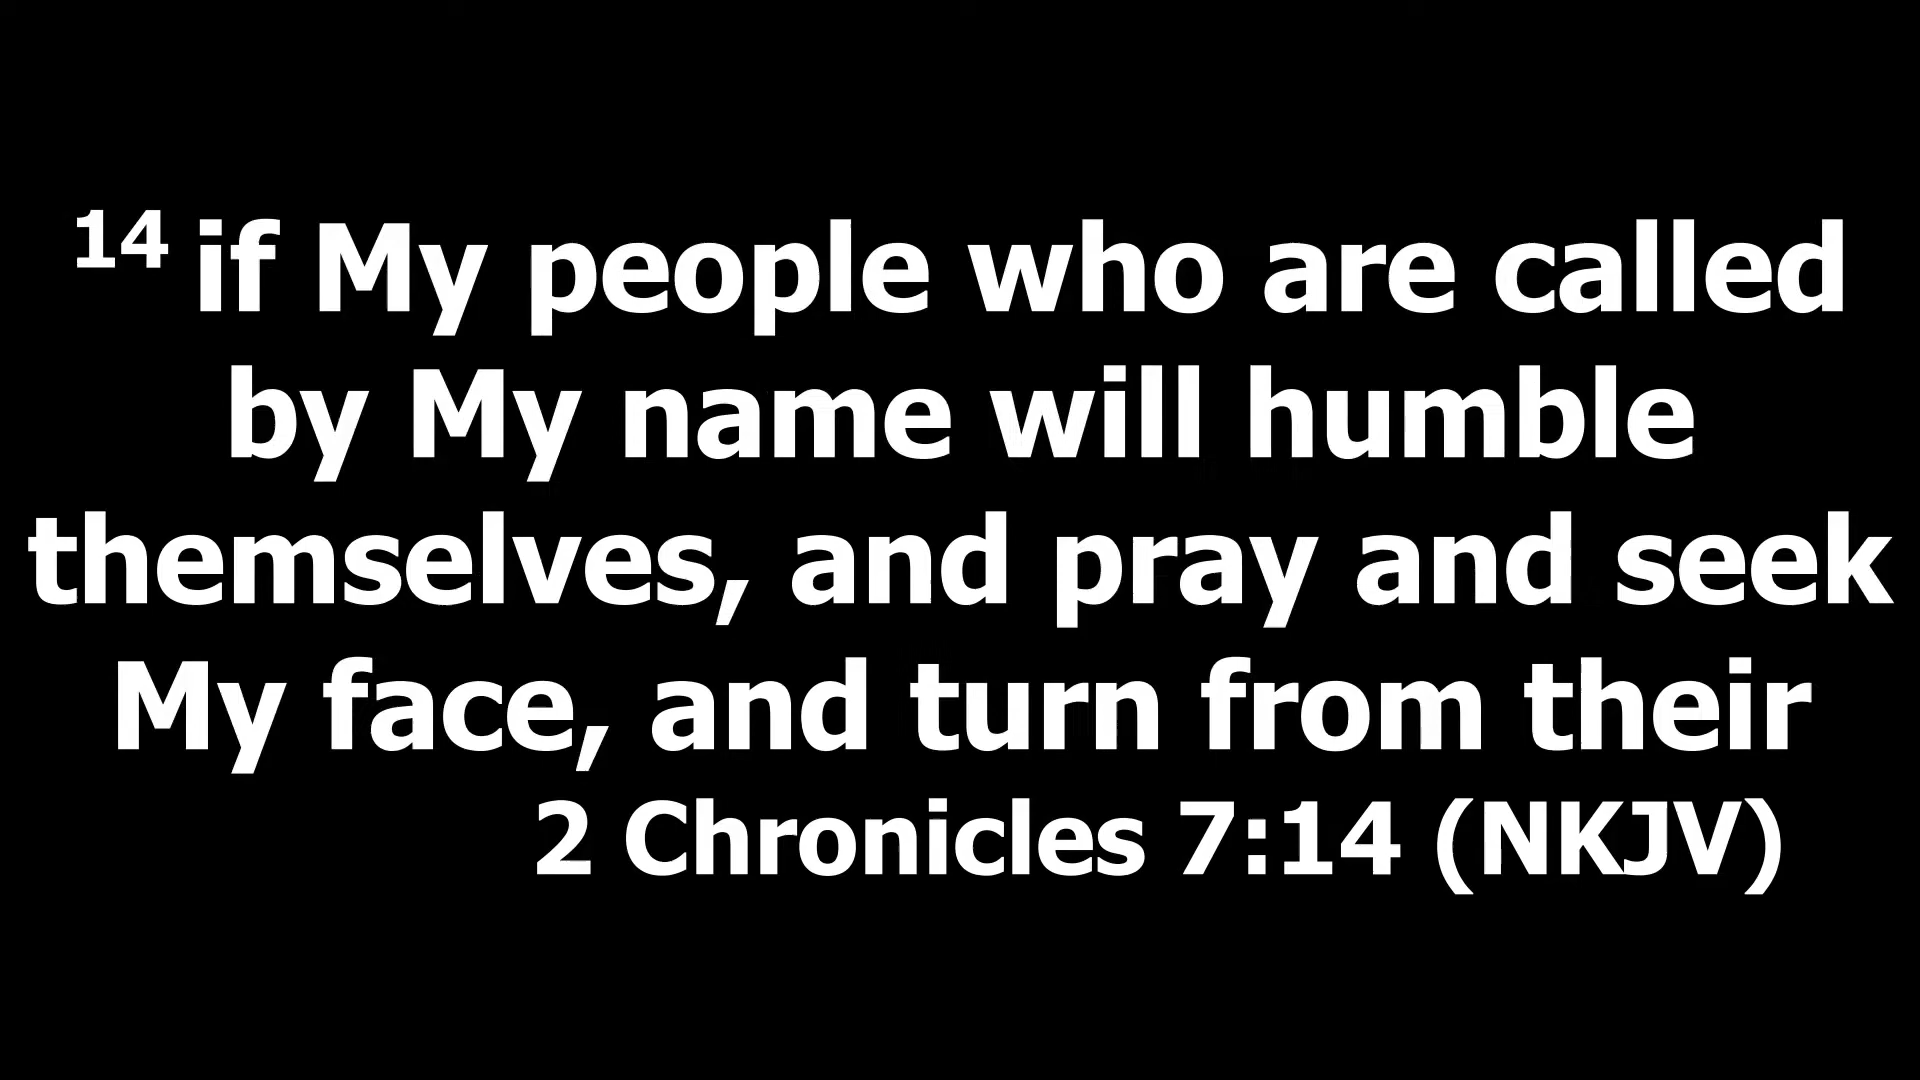 14 if My people who are called
by My name will humble
themselves, and pray and seek
My face, and turn from their
2 Chronicles 7:14 (NKJV)